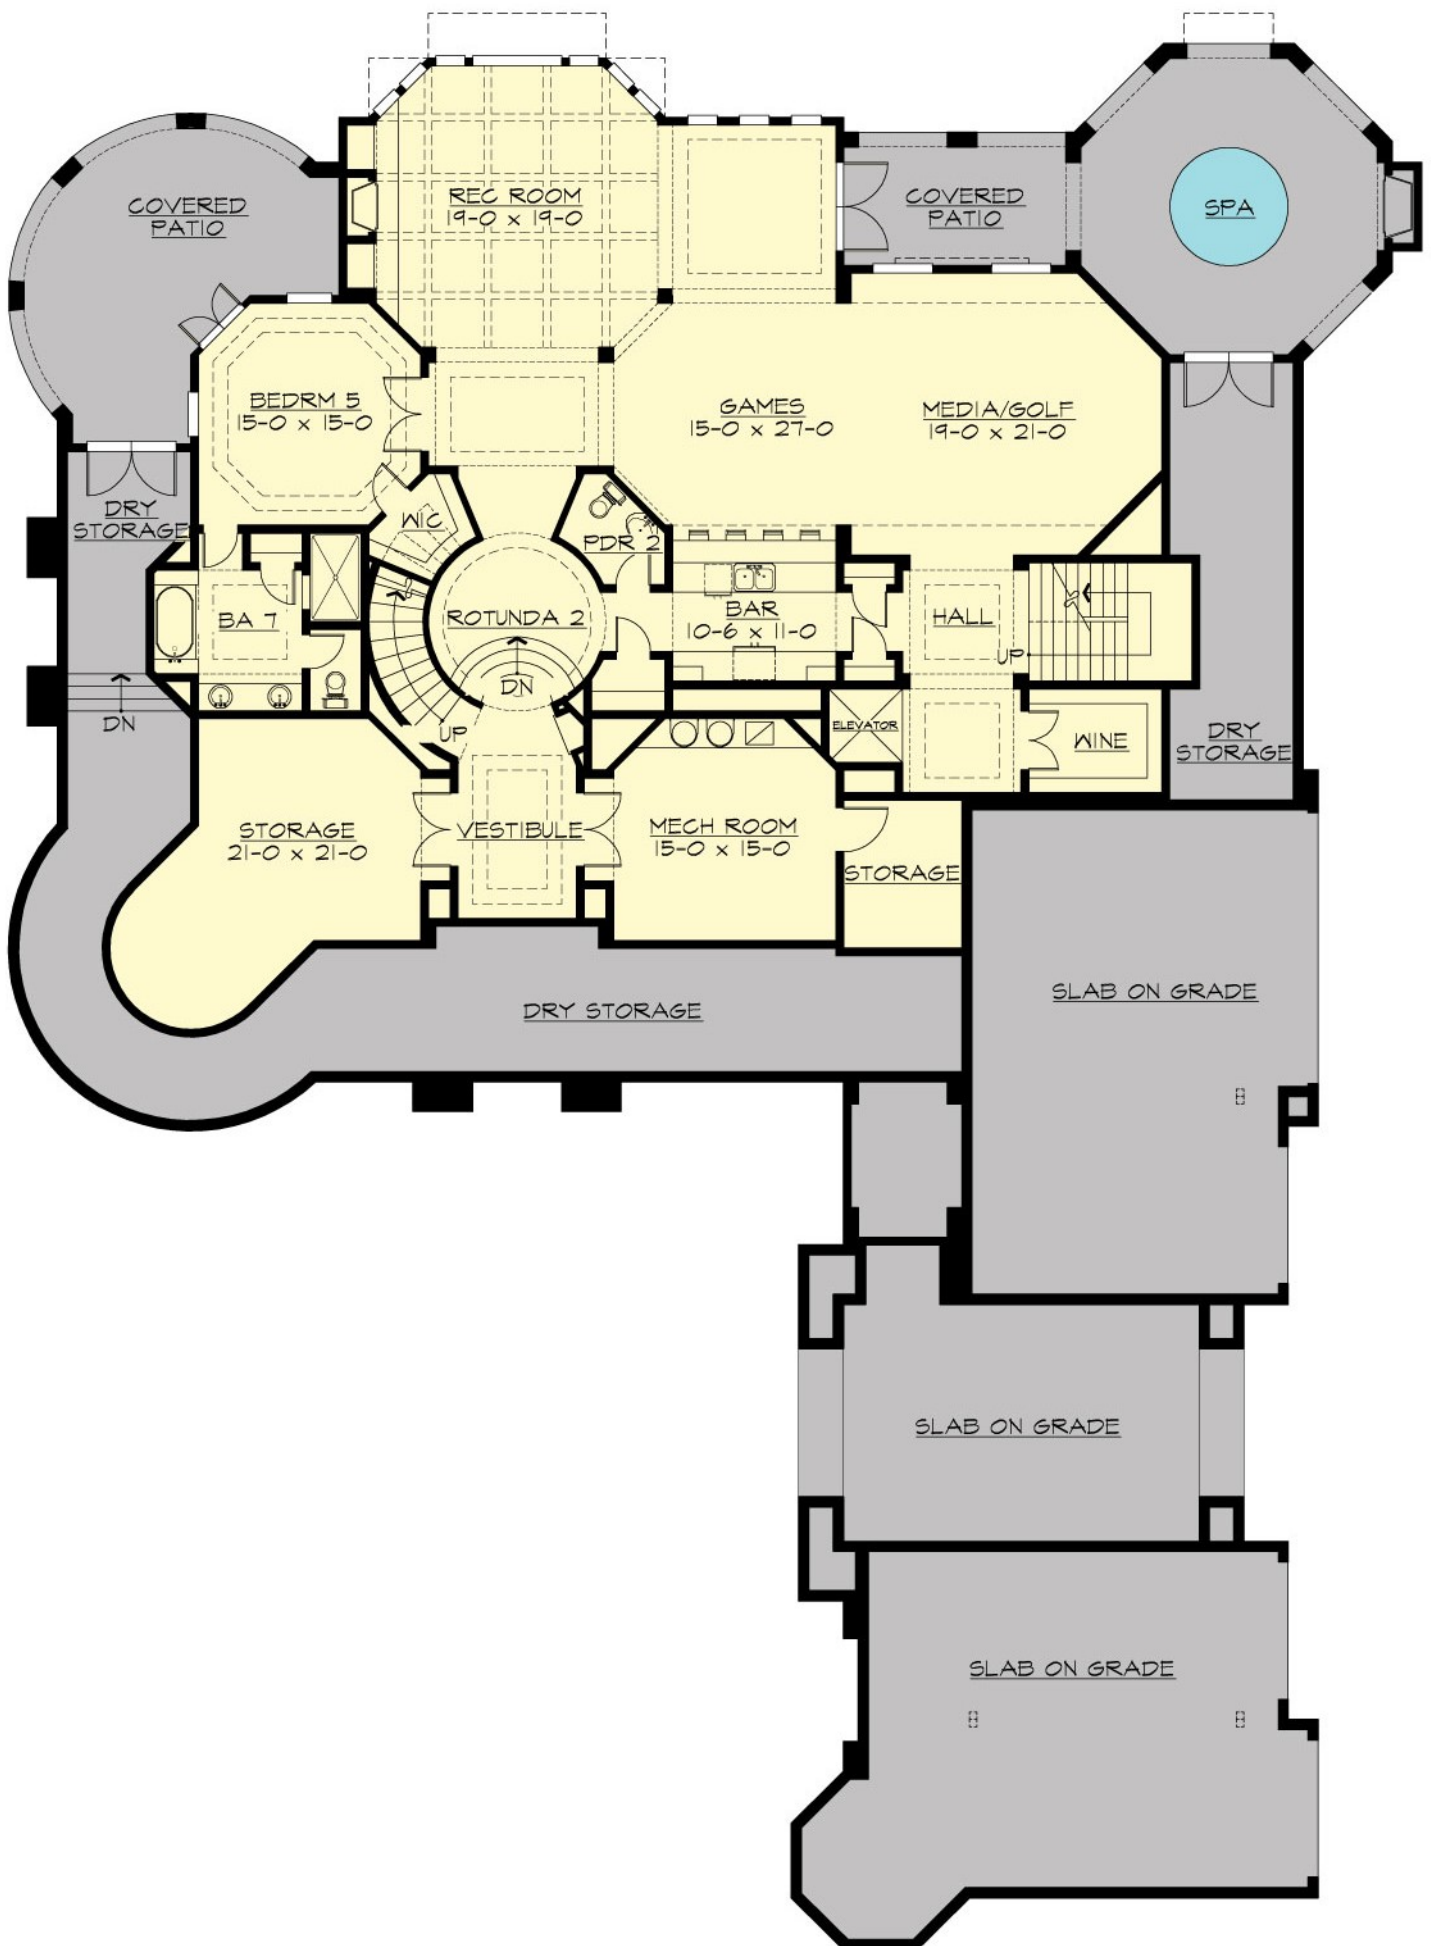 REC ROOM
19-0 x 19-0
COVERED
PATIO
COVERED
PATIO
SPA
BEDRM 5
15-0 x 15-0
GAMES
15-0 x 27-0
MEDIA/GOLF
19-0 x 21-0
DRY
STORAGE
WIC
PDR 2
BA 7
ROTUNDA 2
BAR
10-6 x 11-0
HALL
UP
DN
DN
UP
ELEVATOR
WINE
DRY
STORAGE
STORAGE
21-0 x 21-0
VESTIBULE
MECH ROOM
15-0 x 15-0
STORAGE
DRY STORAGE
SLAB ON GRADE
SLAB ON GRADE
SLAB ON GRADE